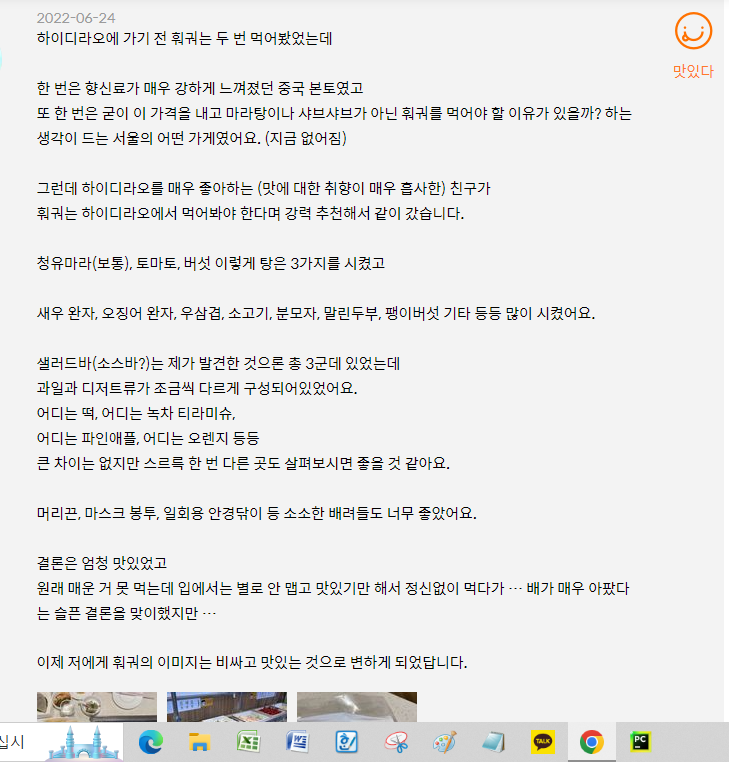 2022-06-24
하이디라오에 가기 전 훠궈는 두 번 먹어봤었는데
맛있다
한 번은 향신료가 매우 강하게 느껴졌던 중국 본토였고
또 한 번은 굳이 이 가격을 내고 마라탕이나 샤브샤브가 아닌 훠궈를 먹어야 할 이유가 있을까? 하는
생각이 드는 서울의 어떤 가게였어요. (지금 없어짐)
그런데 하이디라오를 매우 좋아하는 (맛에 대한 취향이 매우 흡사한) 친구가
훠궈는 하이디라오에서 먹어봐야 한다며 강력 추천해서 같이 갔습니다.
청유마라(보통), 토마토, 버섯 이렇게 탕은 3가지를 시켰고
새우 완자, 오징어 완자, 우삼겹, 소고기, 분모자, 말린두부, 팽이버섯 기타 등등 많이 시켰어요.
샐러드바(소스바?)는 제가 발견한 것으론 총 3군데 있었는데
과일과 디저트류가 조금씩 다르게 구성되어있었어요.
어디는 떡, 어디는 녹차 티라미슈,
어디는 파인애플, 어디는 오렌지 등등
큰 차이는 없지만 스르륵 한 번 다른 곳도 살펴보시면 좋을 것 같아요.
머리끈, 마스크 봉투, 일회용 안경닦이 등 소소한 배려들도 너무 좋았어요.
결론은 엄청 맛있었고
원래 매운 거 못 먹는데 입에서는 별로 안 맵고 맛있기만 해서 정신없이 먹다가 … 배가 매우 아팠다
는 슬픈 결론을 맞이했지만 …
이제 저에게 훠궈의 이미지는 비싸고 맛있는 것으로 변하게 되었답니다.
십시
한
TALK
PC